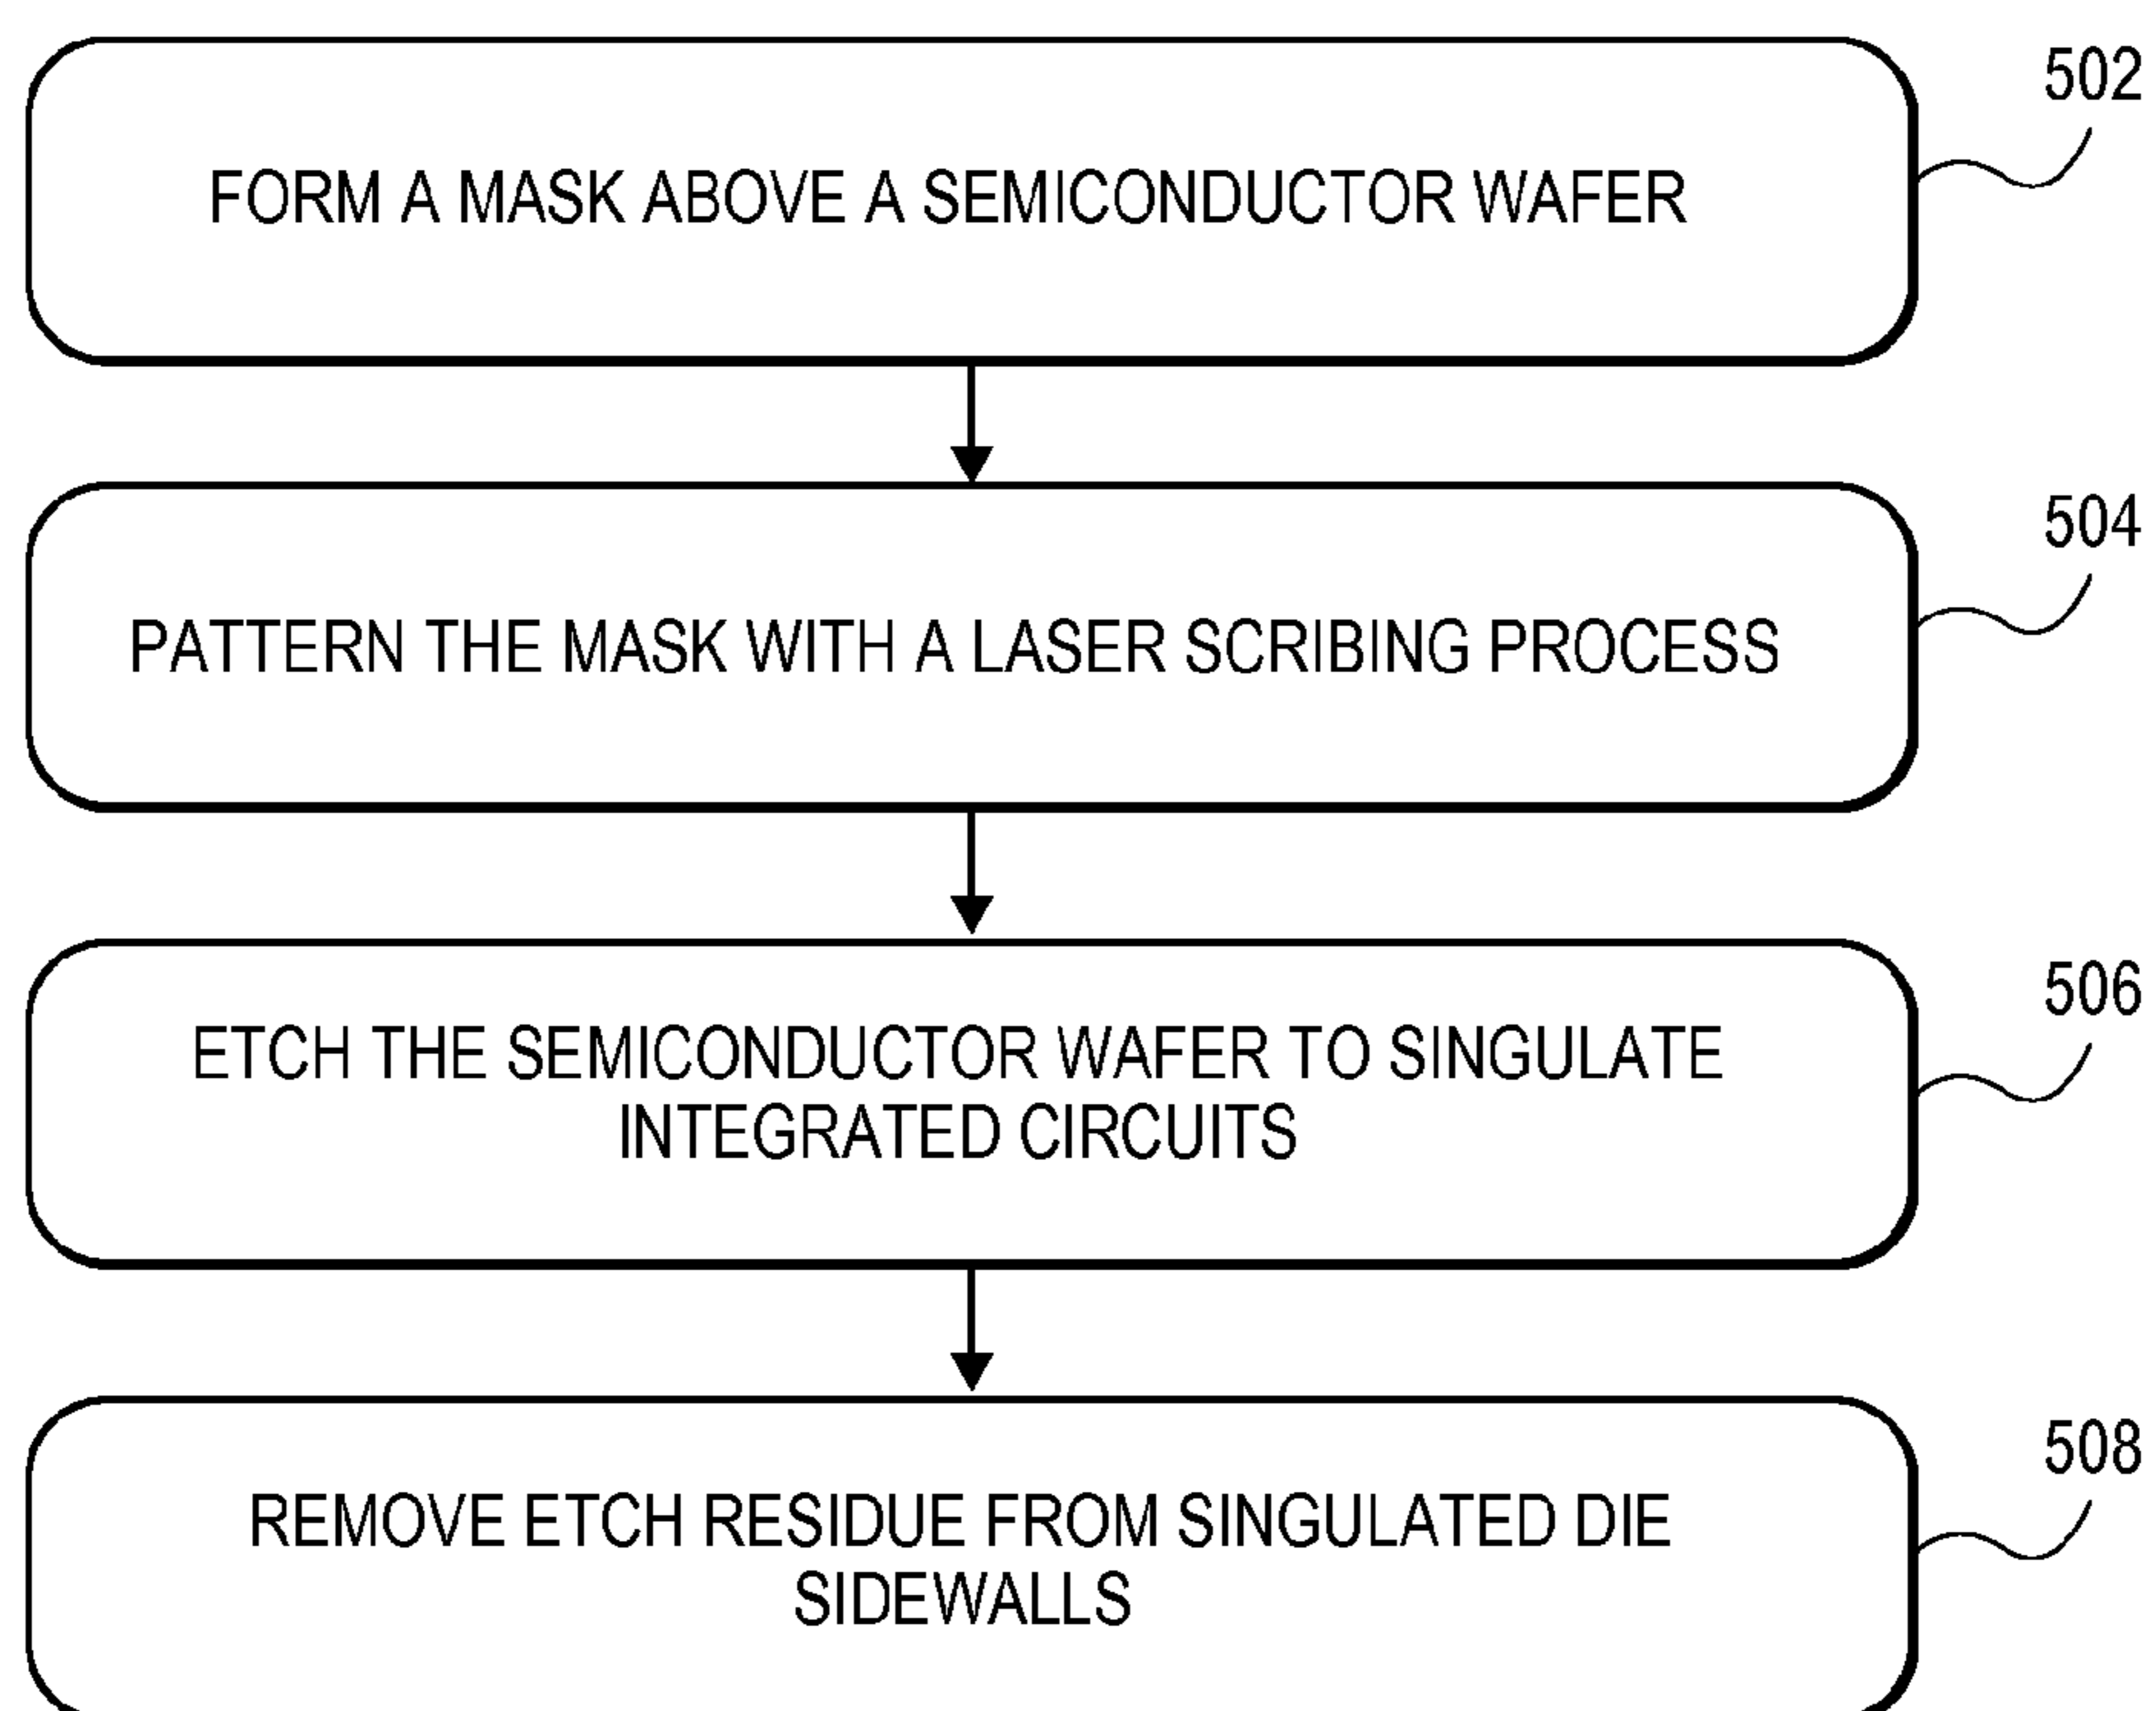 502
FORM A MASK ABOVE A SEMICONDUCTOR WAFER
504
PATTERN THE MASK WITH A LASER SCRIBING PROCESS
506
ETCH THE SEMICONDUCTOR WAFER TO SINGULATE
INTEGRATED CIRCUITS
508
REMOVE ETCH RESIDUE FROM SINGULATED DIE
SIDEWALLS